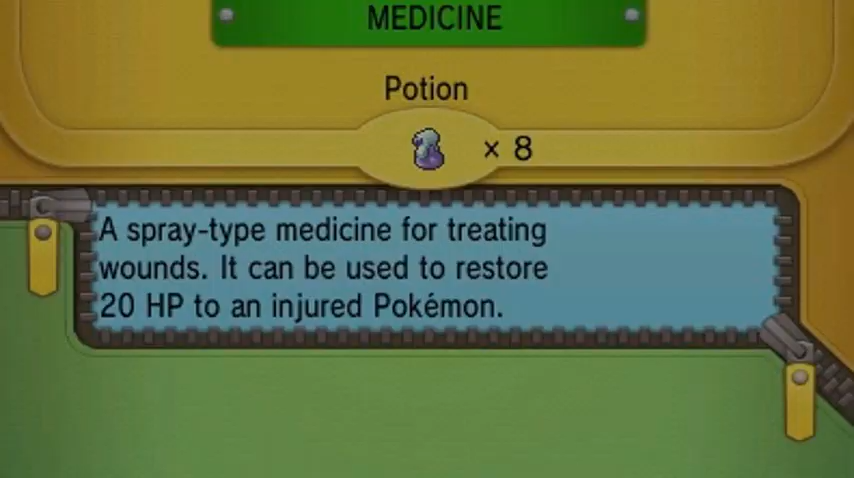 MEDICINE
Potion
× 8
A spray-type medicine for treating
wounds. It can be used to restore
20 HP to an injured Pokémon.